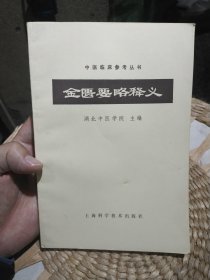 中医临床参考丛书
金匮要略释义
湖北中医学院 主编
上海科学技术出版社